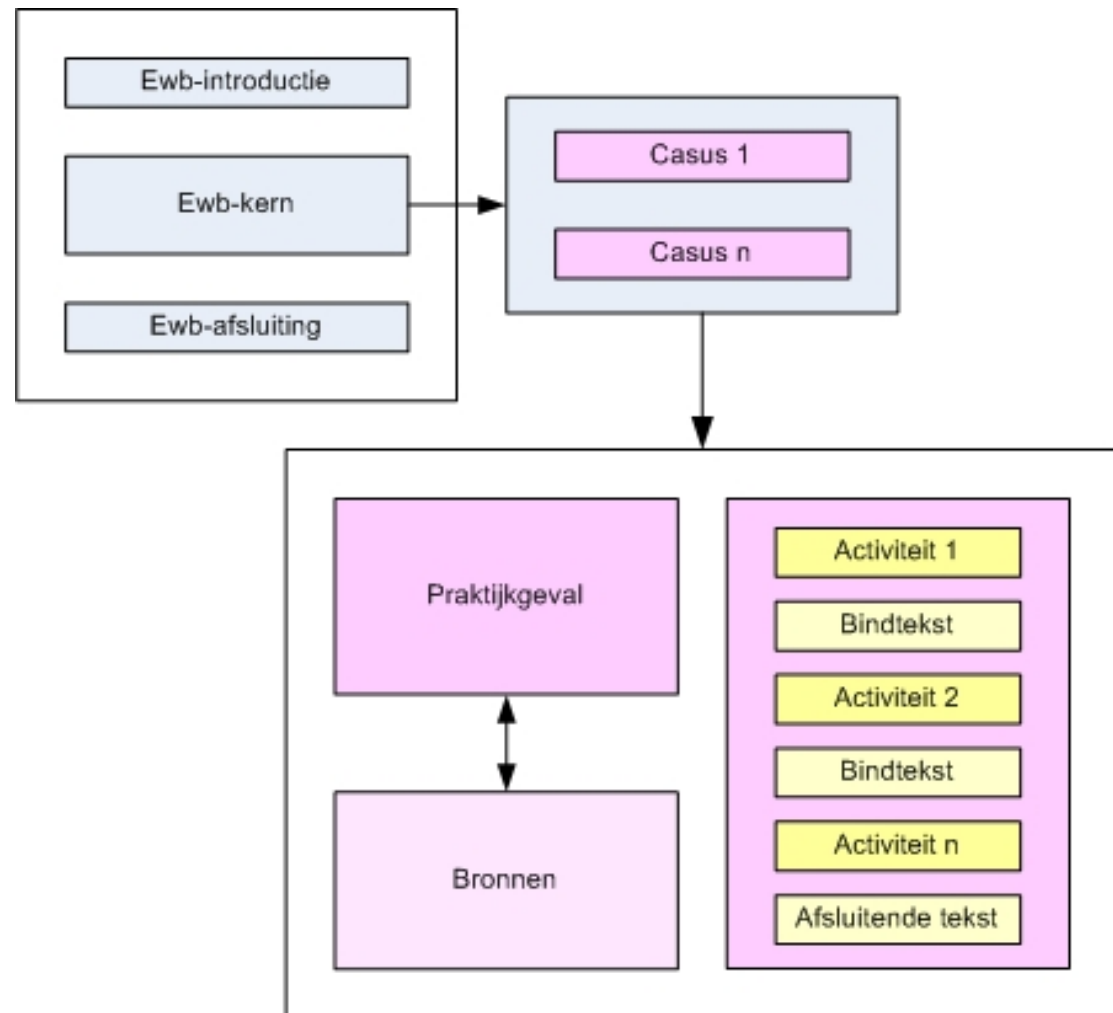 Ewb-introductie
Ewb-kern
Ewb-afsluiting
Casus 1
Casus n
Praktijkgeval
Bronnen
Activiteit 1
Bindtekst
Activiteit 2
Bindtekst
Activiteit n
Afsluitende tekst